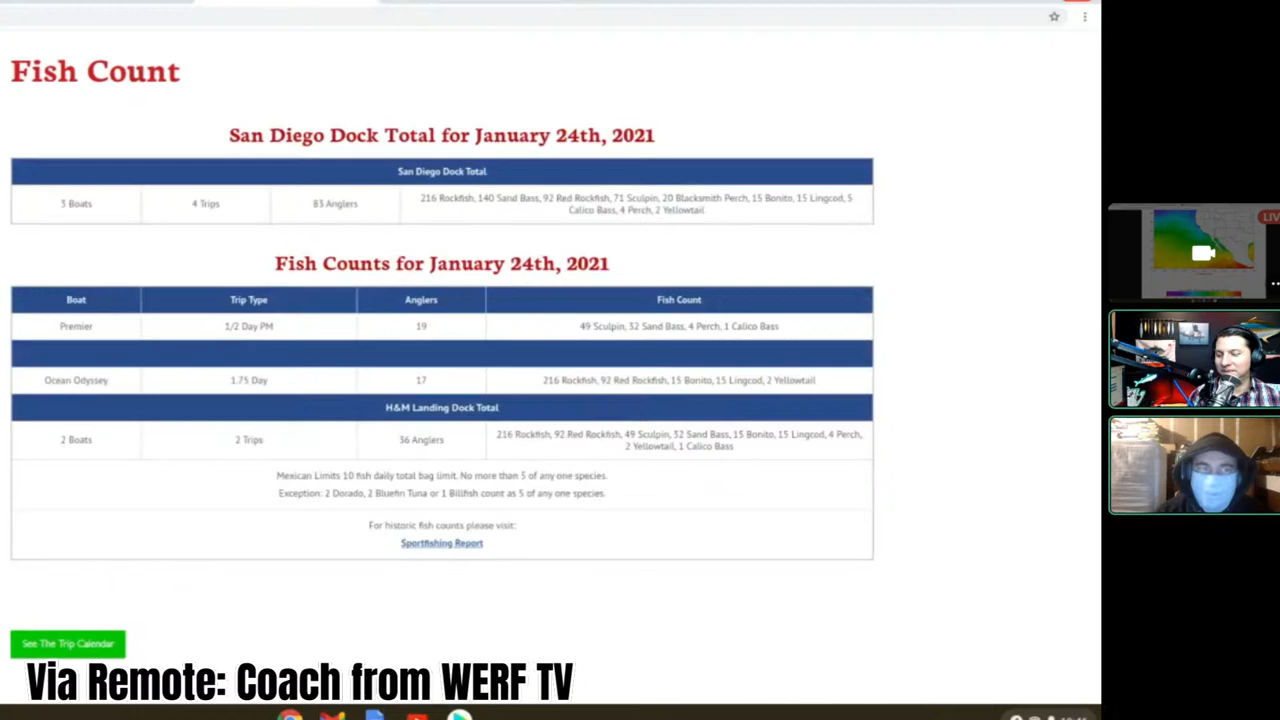 Fish Count
San Diego Dock Total for January 24th, 2021
San Diego Dock Total
3 Boats
4 Trips
83 Anglers
216 Rockfish, 140 Sand Bass, 92 Red Rockfish, 71 Sculpin, 20 Blacksmith Perch, 15 Bonito, 15 Lingcod, 5
Calico Bass, 4 Perch, 2 Yellowtail
Fish Counts for January 24th, 2021
Boat
Trip Type
Anglers
Fish Count
Premier
1/2 Day PM
19
49 Sculpin, 32 Sand Bass, 4 Perch, 1 Calico Bass
Ocean Odyssey
1.75 Day
17
216 Rockfish, 92 Red Rockfish, 15 Bonito, 15 Lingcod, 2 Yellowtail
H&M Landing Dock Total
2 Boats
2 Trips
36 Anglers
216 Rockfish, 92 Red Rockfish, 49 Sculpin, 32 Sand Bass, 15 Bonito, 15 Lingcod, 4 Perch,
2 Yellowtail, 1 Calico Bass
Mexican Limits 10 fish daily total bag limit. No more than 5 of any one species.
Exception: 2 Dorado, 2 Bluefin Tuna or 1 Billfish count as 5 of any one species.
For historic fish counts please visit:
Sportfishing Report
See The Trip Calendar
Via Remote: Coach from WERF TV